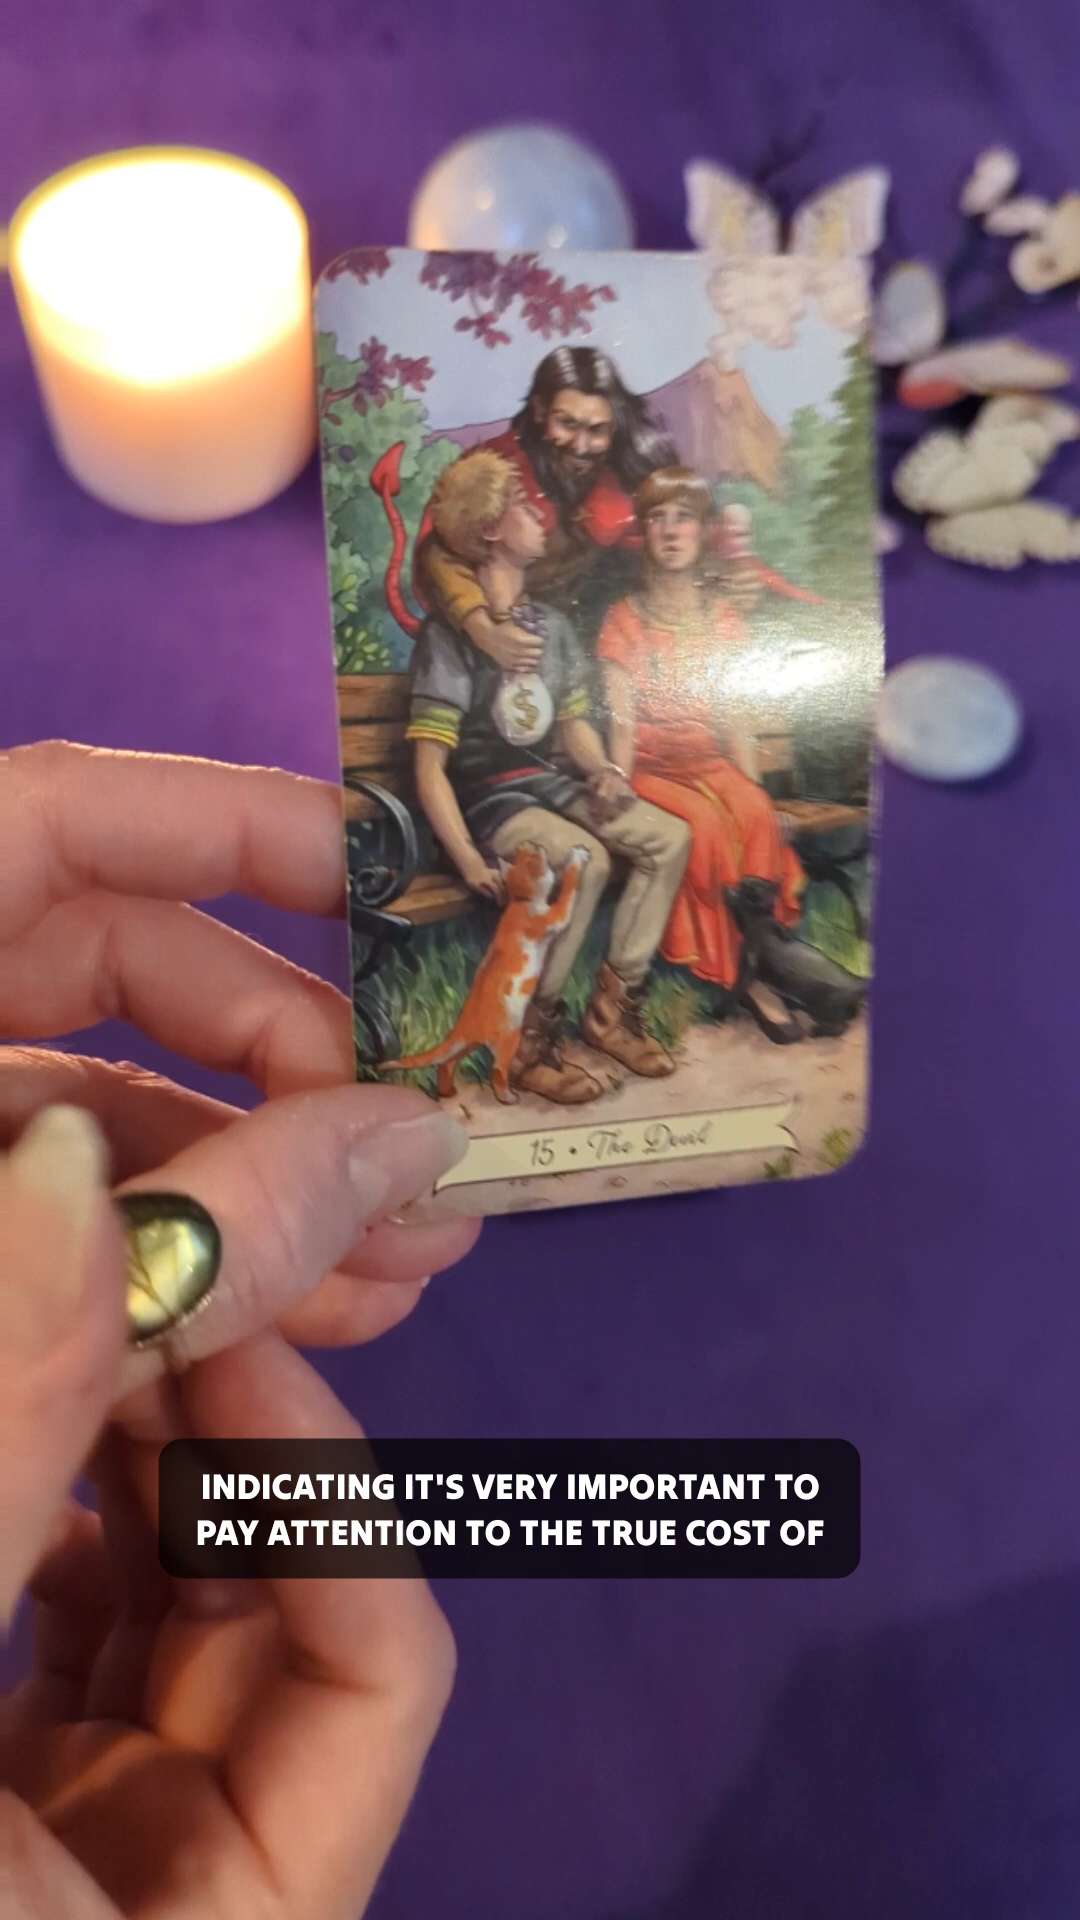 $
15 • The Devil
INDICATING IT'S VERY IMPORTANT TO
PAY ATTENTION TO THE TRUE COST OF